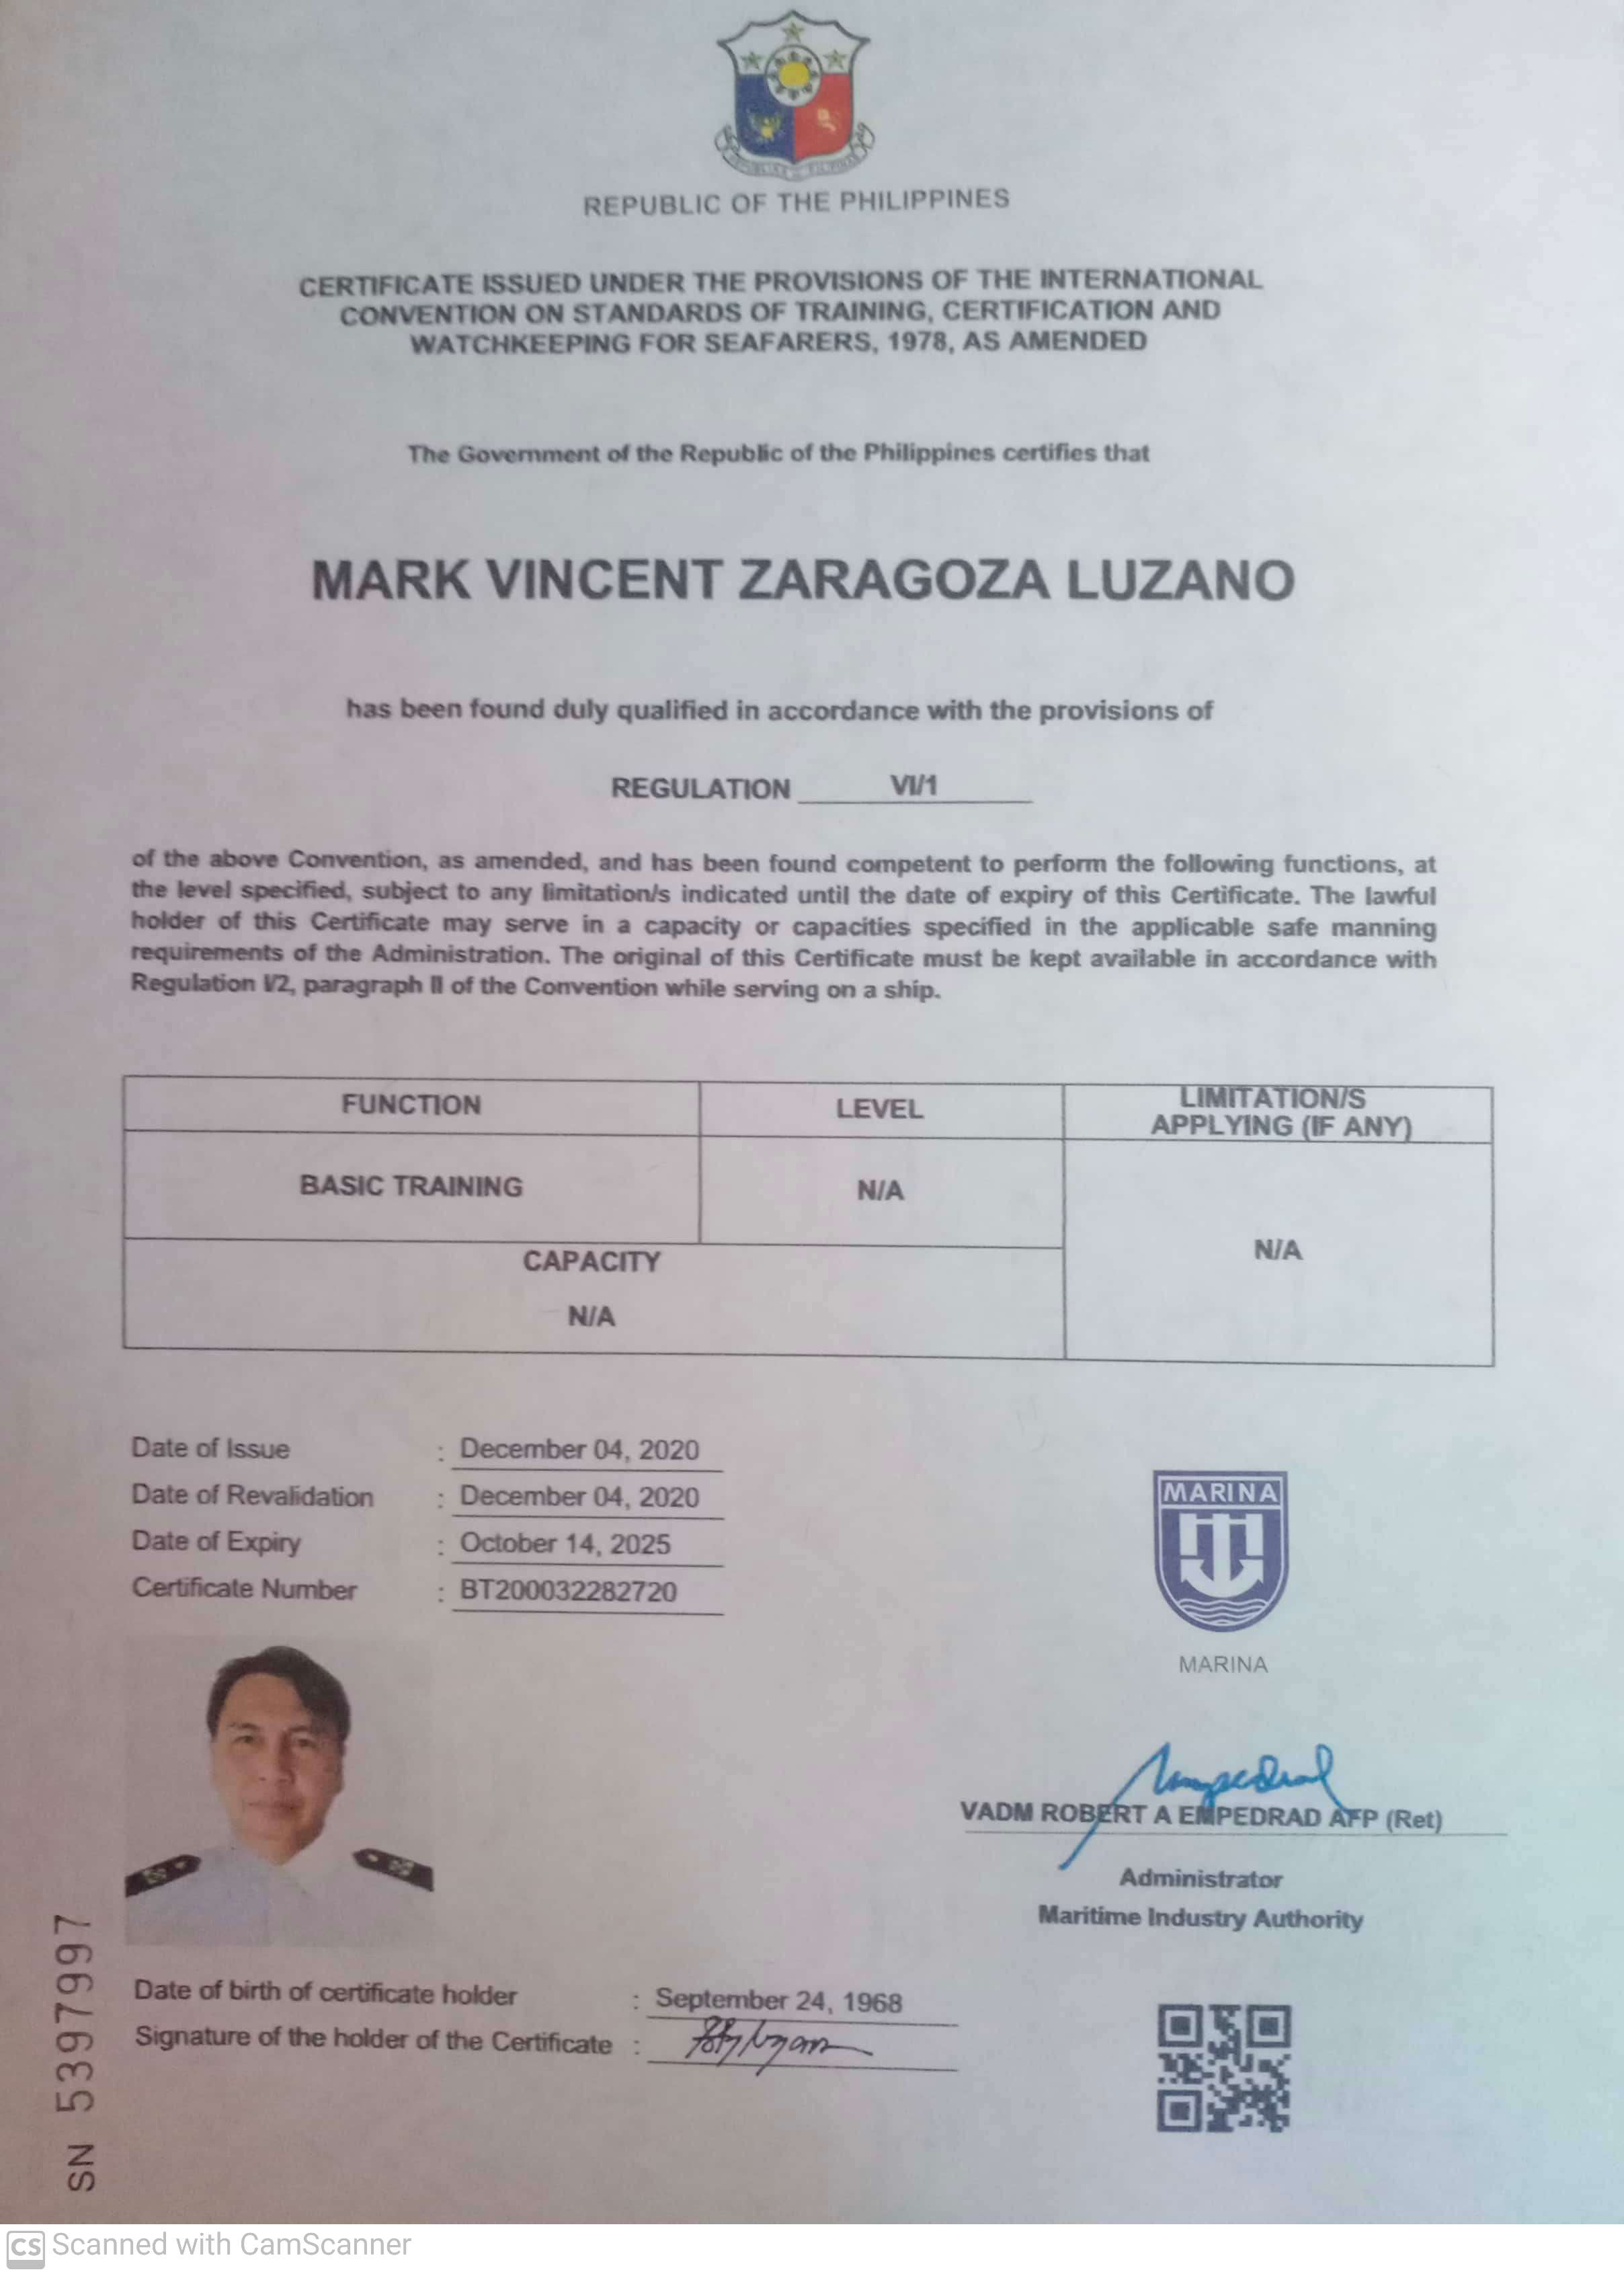 REPUBLIC OF THE PHILIPPINES
CERTIFICATE ISSUED UNDER THE PROVISIONS OF THE INTERNATIONAL
CONVENTION ON STANDARDS OF TRAINING, CERTIFICATION AND
WATCHKEEPING FOR SEAFARERS, 1978, AS AMENDED
The Government of the Republic of the Philippines certifies that
MARK VINCENT ZARAGOZA LUZANO
has been found duly qualified in accordance with the provisions of
REGULATION VI/1
of the above Convention, as amended, and has been found competent to perform the following functions, at
the level specified, subject to any limitation/s indicated until the date of expiry of this Certificate. The lawful
holder of this Certificate may serve in a capacity or capacities specified in the applicable safe manning
requirements of the Administration. The original of this Certificate must be kept available in accordance with
Regulation I/2, paragraph II of the Convention while serving on a ship.
FUNCTION LEVEL LIMITATION/S
APPLYING (IF ANY)
BASIC TRAINING N/A N/A
CAPACITY
N/A
Date of Issue : December 04, 2020
Date of Revalidation : December 04, 2020
Date of Expiry : October 14, 2025
Certificate Number : BT200032282720
MARINA
MARINA
VADM ROBERT A EMPEDRAD AFP (Ret)
Administrator
Maritime Industry Authority
Date of birth of certificate holder : September 24, 1968
Signature of the holder of the Certificate :
SN 5397997
CS Scanned with CamScanner